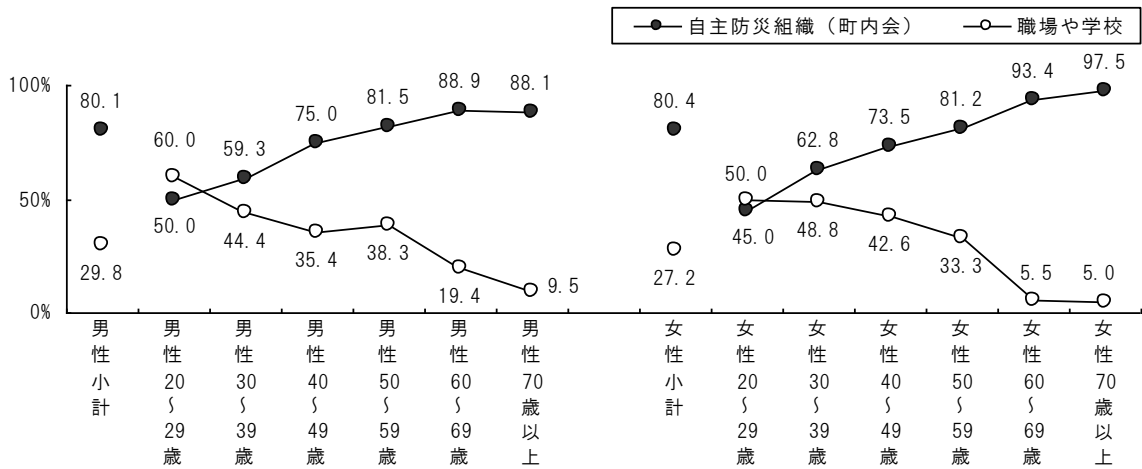 自主防災組織（町内会） 職場や学校
100%
50%
0%
80.1
29.8
60.0
59.3
75.0
81.5
88.9
88.1
50.0
44.4
35.4
38.3
19.4
9.5
80.4
27.2
50.0
62.8
73.5
81.2
93.4
97.5
45.0
48.8
42.6
33.3
5.5
5.0
男性小計
男性20～29歳
男性30～39歳
男性40～49歳
男性50～59歳
男性60～69歳
男性70歳以上
女性小計
女性20～29歳
女性30～39歳
女性40～49歳
女性50～59歳
女性60～69歳
女性70歳以上